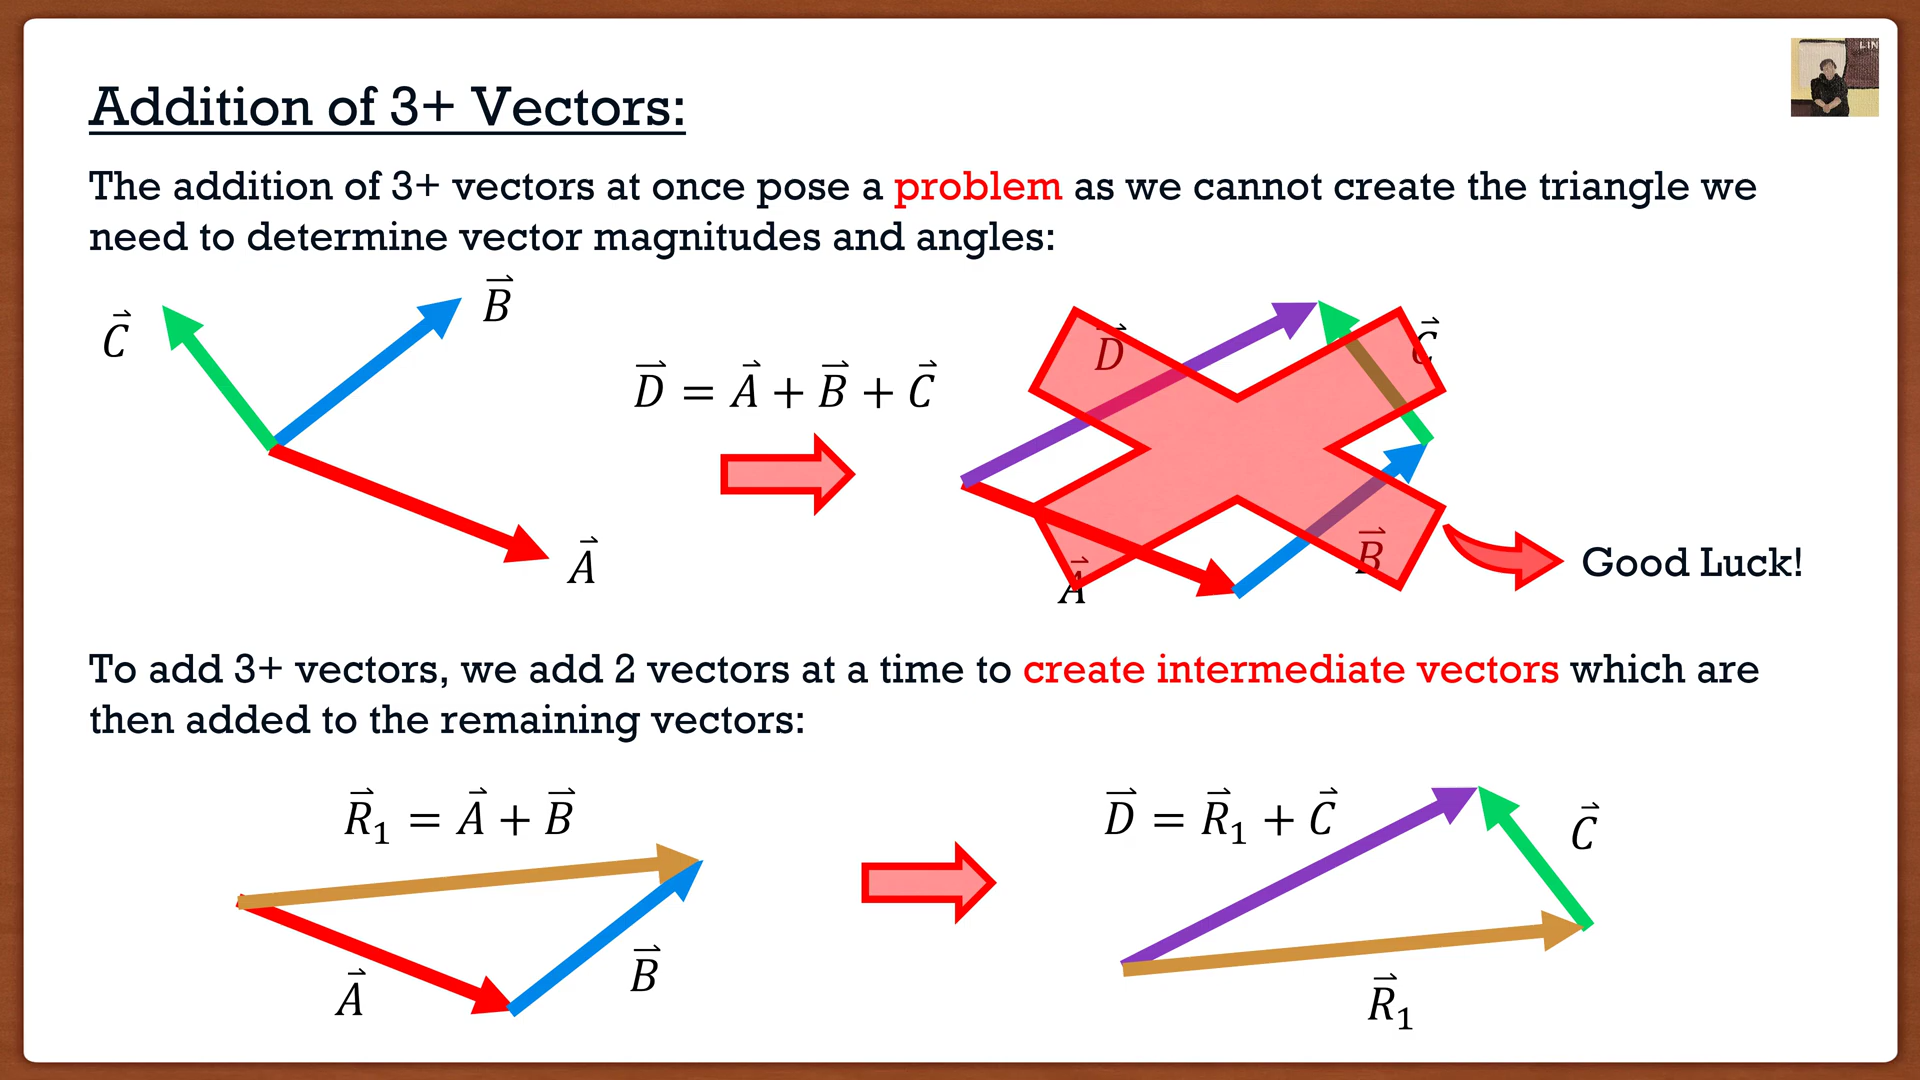 LIN
Addition of 3+ Vectors:
The addition of 3+ vectors at once pose a problem as we cannot create the triangle we
need to determine vector magnitudes and angles:
C⃗
B⃗
A⃗
D⃗ = A⃗ + B⃗ + C⃗
D⃗
C⃗
B⃗
A⃗
Good Luck!
To add 3+ vectors, we add 2 vectors at a time to create intermediate vectors which are
then added to the remaining vectors:
R⃗₁ = A⃗ + B⃗
A⃗
B⃗
D⃗ = R⃗₁ + C⃗
C⃗
R⃗₁